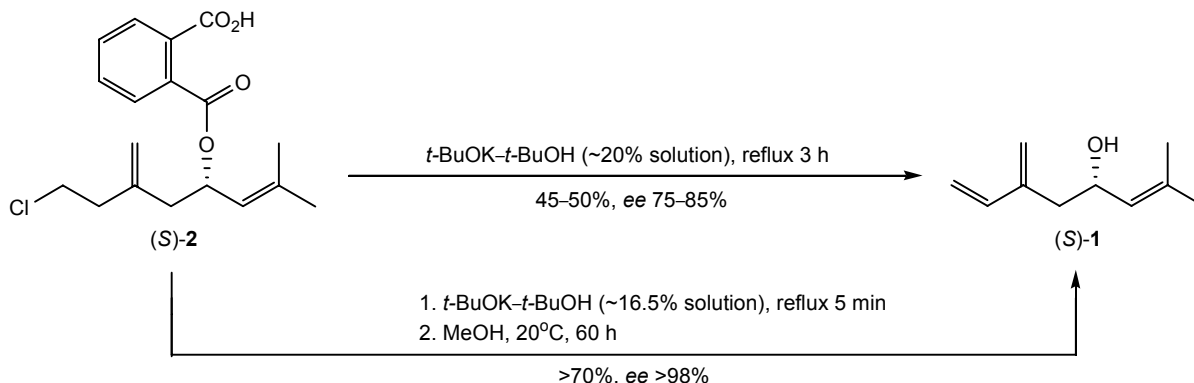 CO₂H
O
O
Cl
(S)-2
t-BuOK–t-BuOH (~20% solution), reflux 3 h
45–50%, ee 75–85%
OH
(S)-1
1. t-BuOK–t-BuOH (~16.5% solution), reflux 5 min
2. MeOH, 20°C, 60 h
>70%, ee >98%